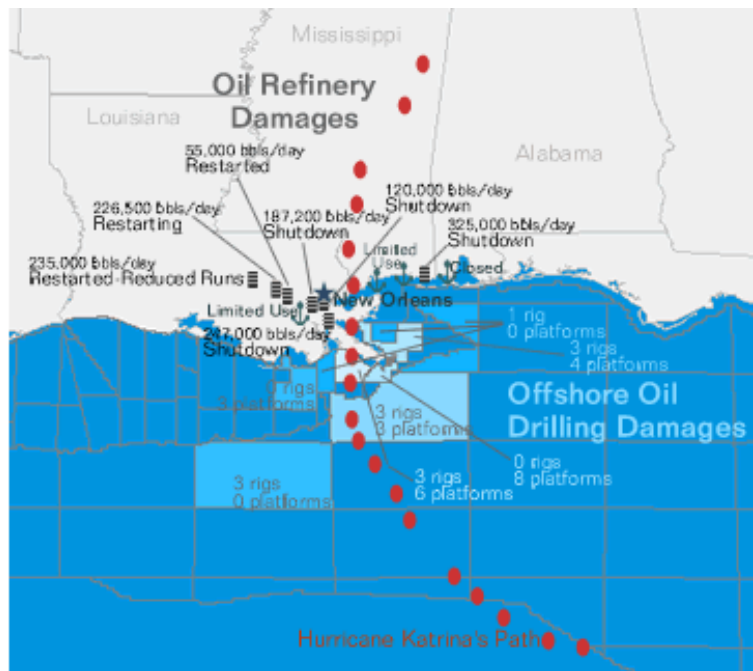 Mississippi
Oil Refinery
Damages
Louisiana
Alabama
55,000 bbls/day
Restarted
120,000 bbls/day
Shutdown
226,500 bbls/day
Restarting
187,200 bbls/day
Shutdown
325,000 bbls/day
Shutdown
Limited
Use
235,000 bbls/day
Restarted-Reduced Runs
Closed
New Orleans
Limited Use
247,000 bbls/day
Shutdown
1 rig
0 platforms
3 rigs
4 platforms
0 rigs
3 platforms
3 rigs
3 platforms
Offshore Oil
Drilling Damages
0 rigs
8 platforms
3 rigs
6 platforms
3 rigs
0 platforms
Hurricane Katrina's Path